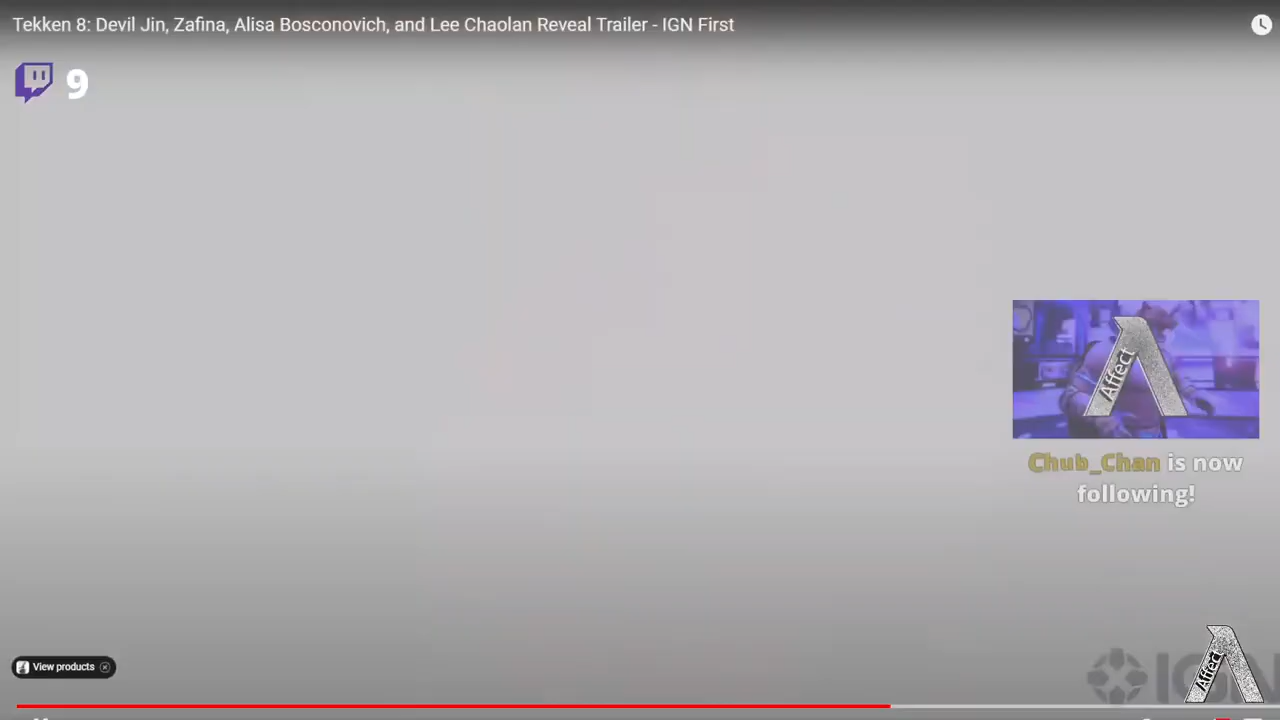 Tekken 8: Devil Jin, Zafina, Alisa Bosconovich, and Lee Chaolan Reveal Trailer - IGN First
9
Affect
Chub_Chan is now
following!
View products
IGN
Affect